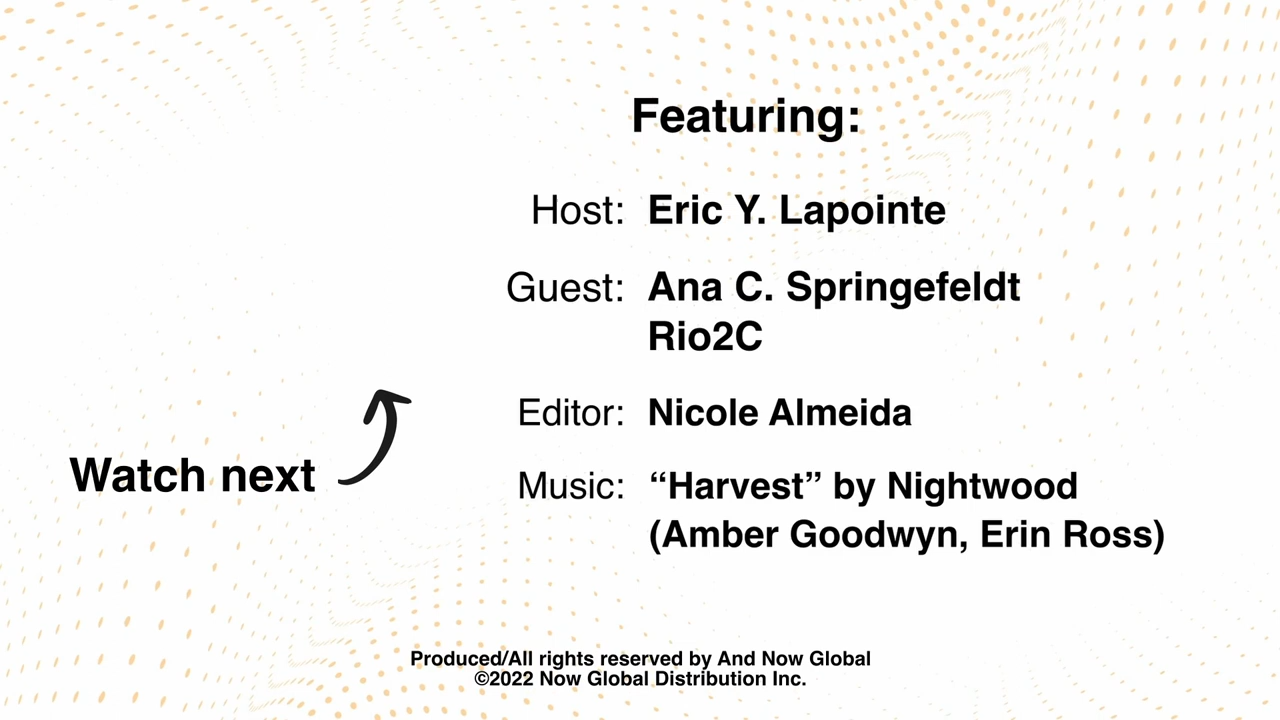 Featuring:
Host: Eric Y. Lapointe
Guest: Ana C. Springefeldt
Rio2C
Editor: Nicole Almeida
Watch next
Music: “Harvest” by Nightwood
(Amber Goodwyn, Erin Ross)
Produced/All rights reserved by And Now Global
©2022 Now Global Distribution Inc.